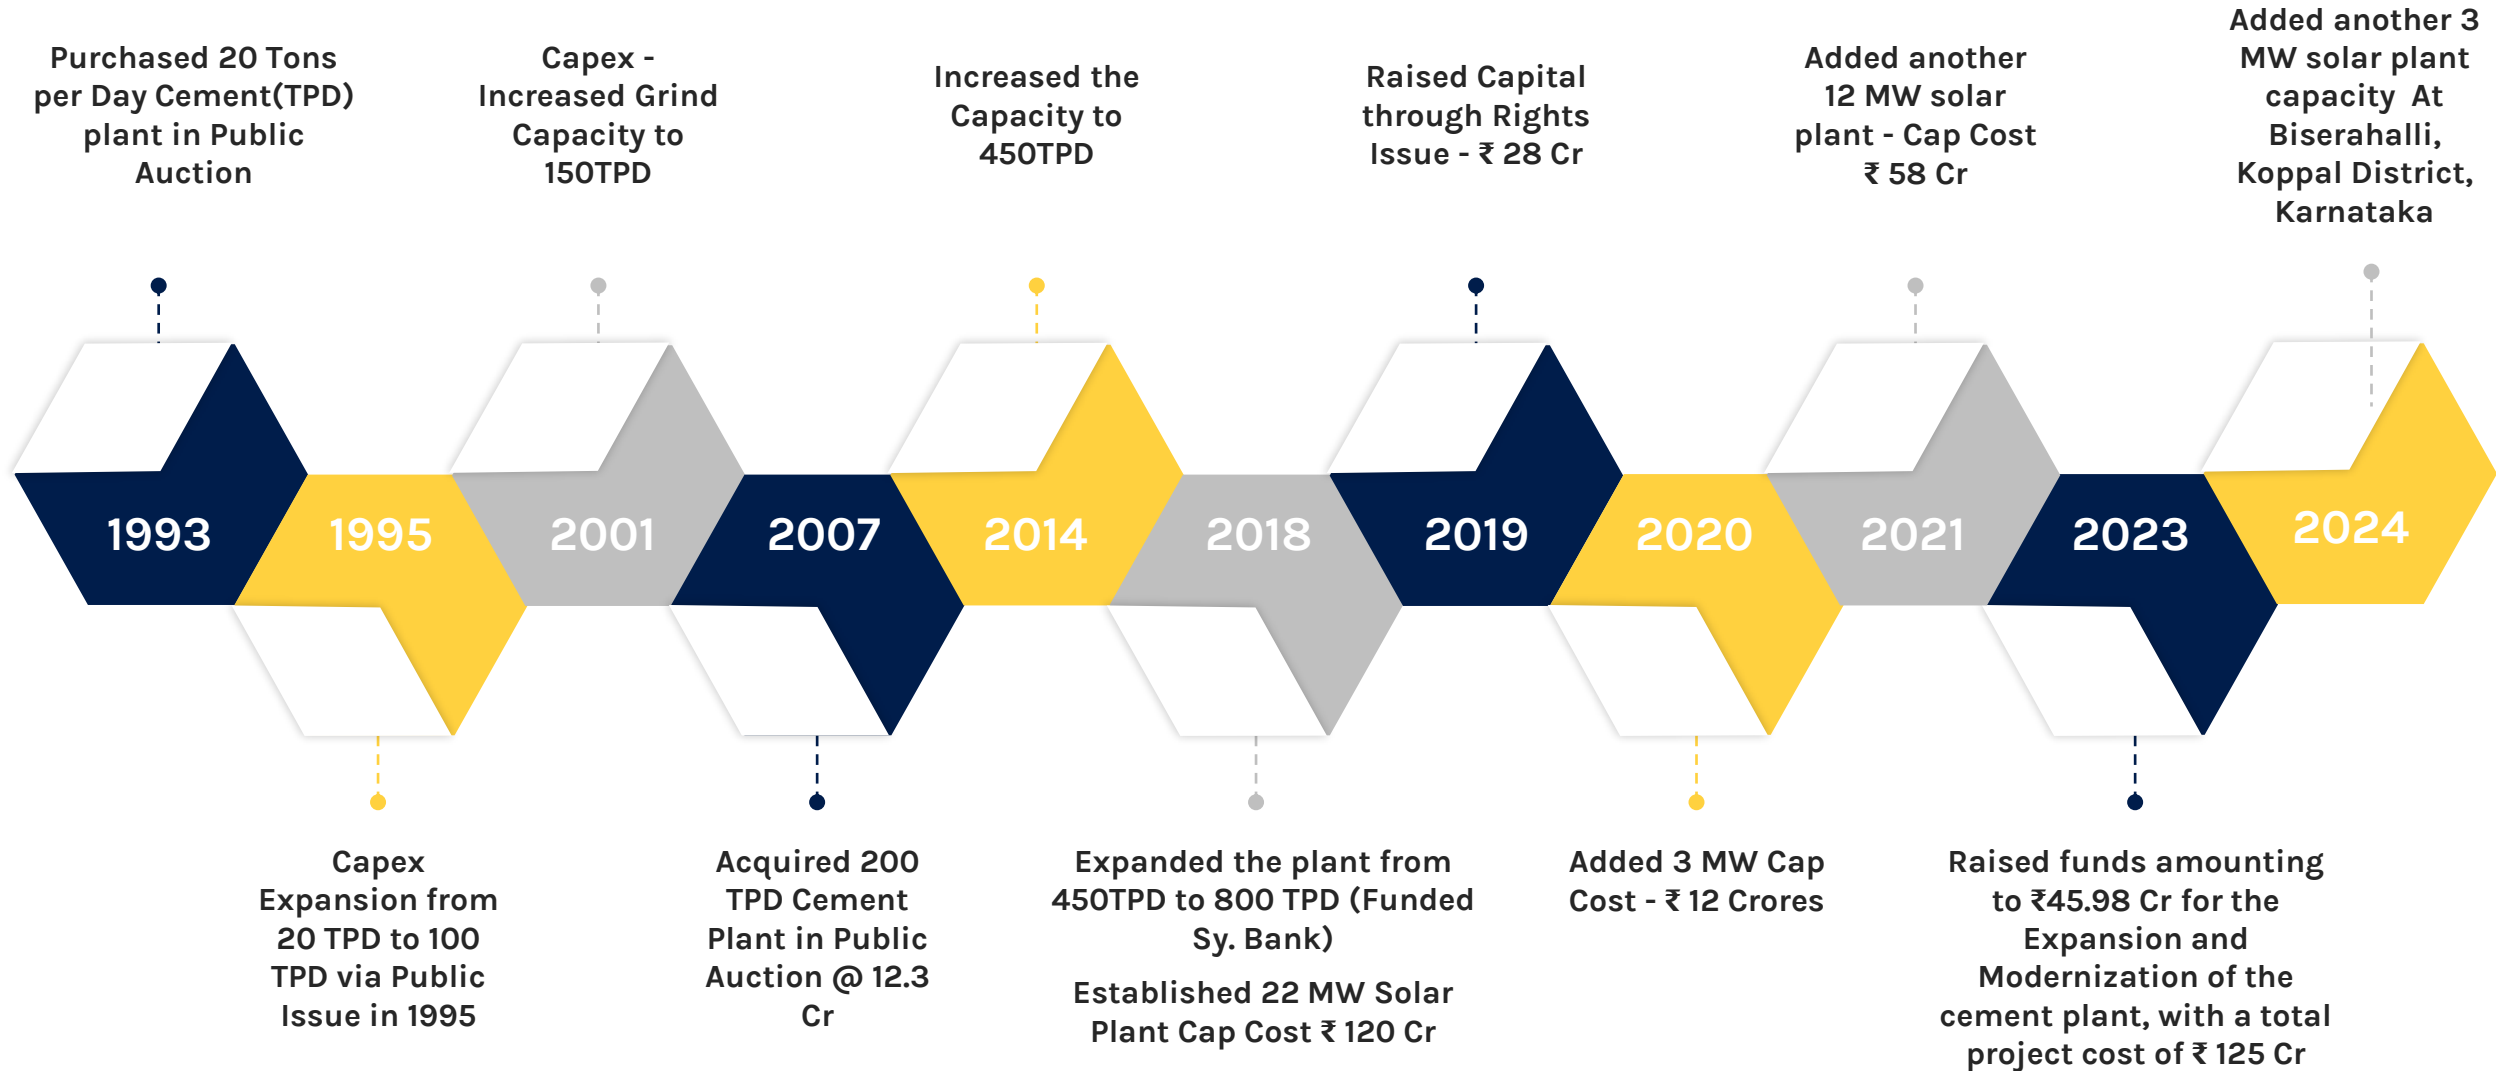 Purchased 20 Tons
per Day Cement(TPD)
plant in Public
Auction
Capex -
Increased Grind
Capacity to
150TPD
Increased the
Capacity to
450TPD
Raised Capital
through Rights
Issue - ₹ 28 Cr
Added another
12 MW solar
plant - Cap Cost
₹ 58 Cr
Added another 3
MW solar plant
capacity At
Biserahalli,
Koppal District,
Karnataka
1993
1995
2001
2007
2014
2018
2019
2020
2021
2023
2024
Capex
Expansion from
20 TPD to 100
TPD via Public
Issue in 1995
Acquired 200
TPD Cement
Plant in Public
Auction @ 12.3
Cr
Expanded the plant from
450TPD to 800 TPD (Funded
Sy. Bank)
Established 22 MW Solar
Plant Cap Cost ₹ 120 Cr
Added 3 MW Cap
Cost - ₹ 12 Crores
Raised funds amounting
to ₹45.98 Cr for the
Expansion and
Modernization of the
cement plant, with a total
project cost of ₹ 125 Cr